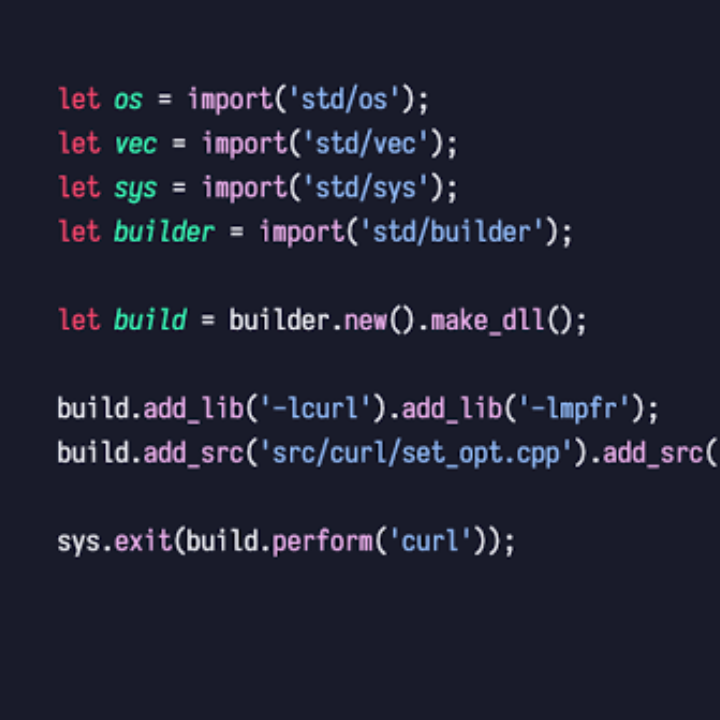 let os = import('std/os');
let vec = import('std/vec');
let sys = import('std/sys');
let builder = import('std/builder');
let build = builder.new().make_dll();
build.add_lib('-lcurl').add_lib('-lmpfr');
build.add_src('src/curl/set_opt.cpp').add_src(
sys.exit(build.perform('curl'));